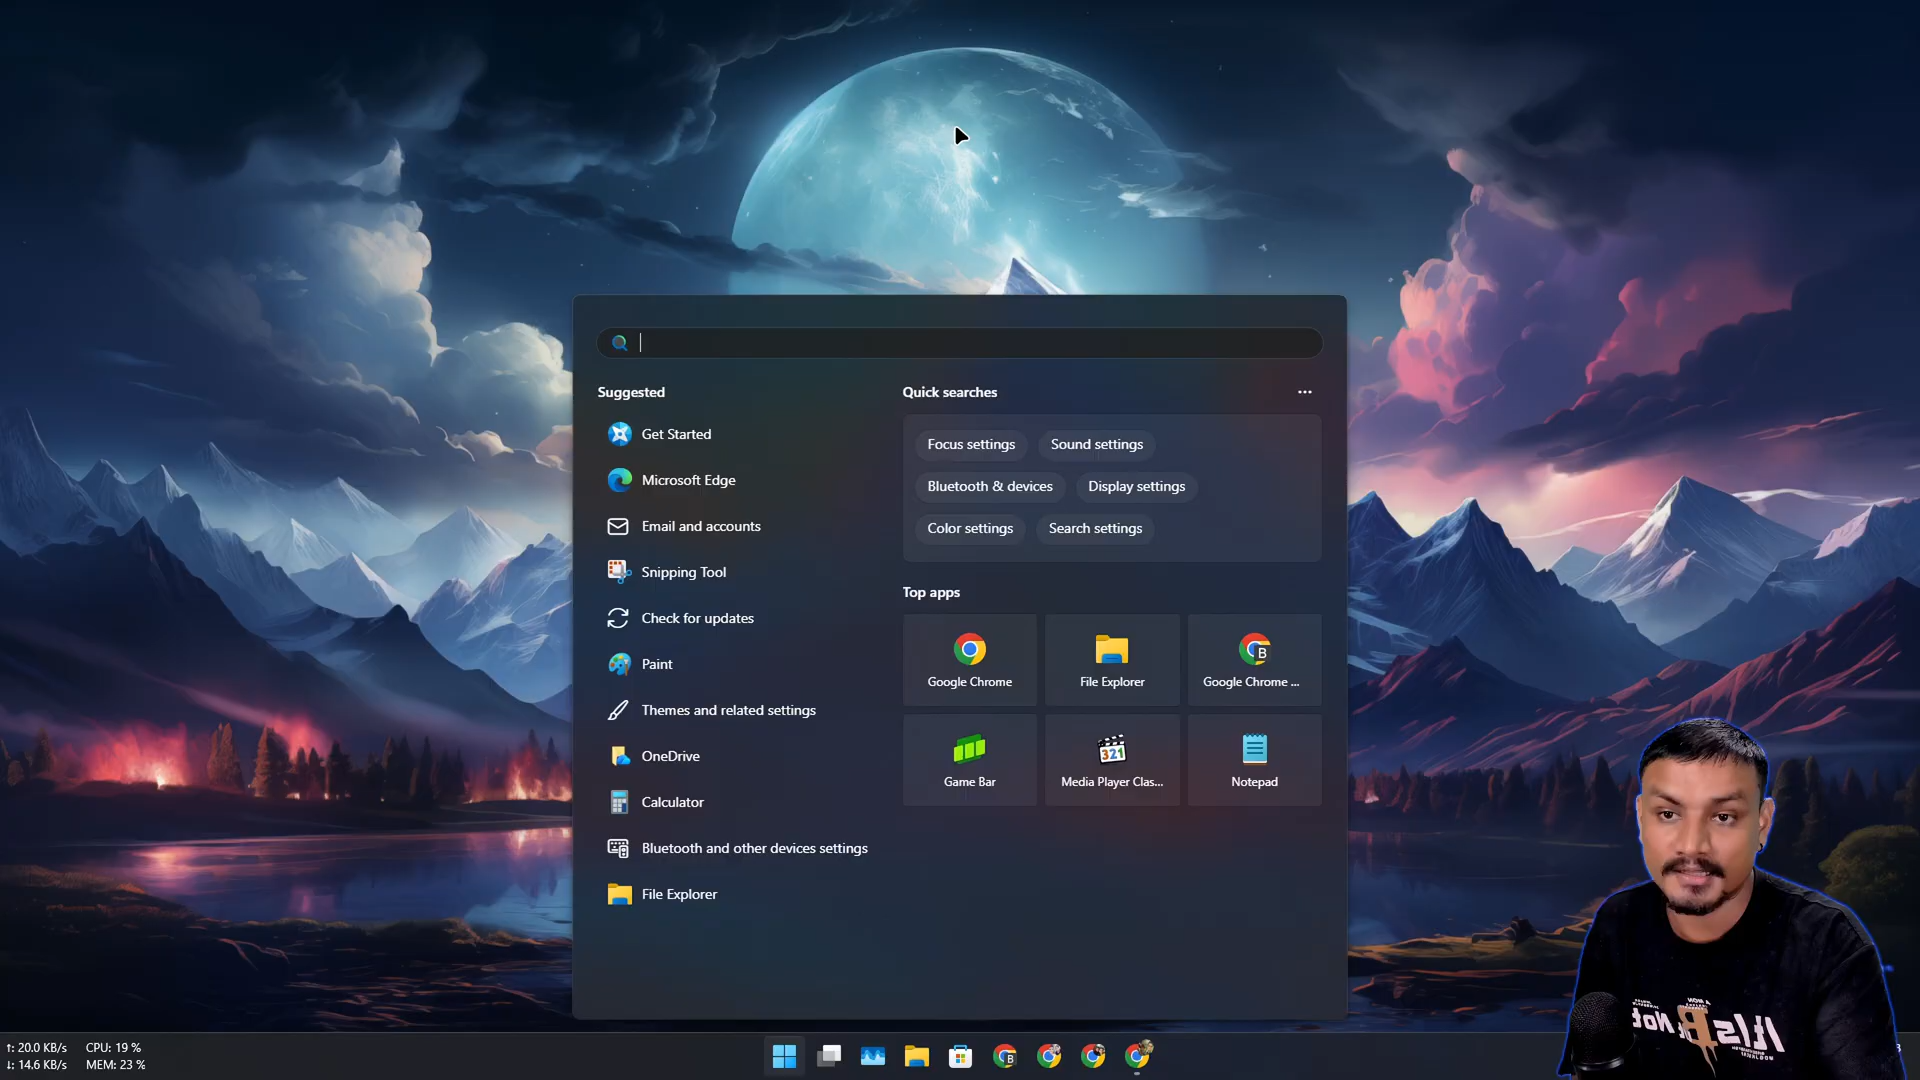 Suggested
Get Started
Microsoft Edge
Email and accounts
Snipping Tool
Check for updates
Paint
Themes and related settings
OneDrive
Calculator
Bluetooth and other devices settings
File Explorer
Quick searches
Focus settings
Sound settings
Bluetooth & devices
Display settings
Color settings
Search settings
Top apps
Google Chrome
File Explorer
B
Google Chrome ...
Game Bar
321
Media Player Clas...
Notepad
↑: 20.0 KB/s CPU: 19 %
↓: 14.6 KB/s MEM: 23 %
B
It/s
Not